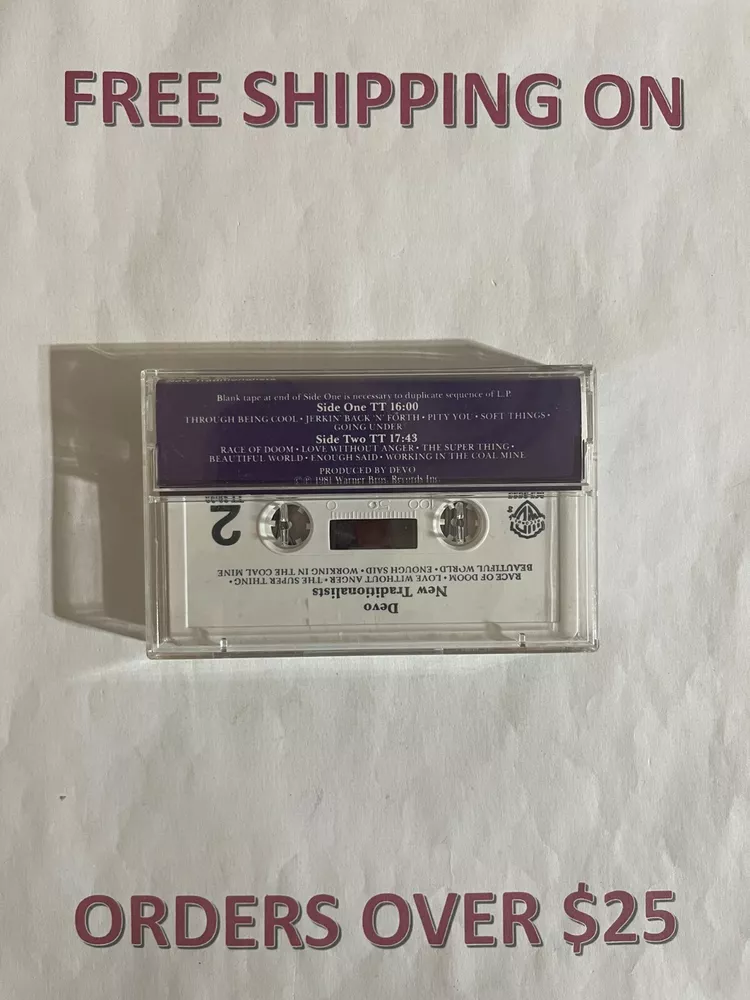 FREE SHIPPING ON
Blank tape at end of Side One is necessary to duplicate sequence of L.P.
Side One TT 16:00
THROUGH BEING COOL • JERKIN' BACK 'N' FORTH • PITY YOU • SOFT THINGS •
GOING UNDER
Side Two TT 17:43
RACE OF DOOM • LOVE WITHOUT ANGER • THE SUPER THING •
BEAUTIFUL WORLD • ENOUGH SAID • WORKING IN THE COAL MINE
PRODUCED BY DEVO
© ℗ 1981 Warner Bros. Records Inc.
2
0 50 100
BEAUTIFUL WORLD • ENOUGH SAID • WORKING IN THE COAL MINE
RACE OF DOOM • LOVE WITHOUT ANGER • THE SUPER THING •
New Traditionalists
Devo
ORDERS OVER $25